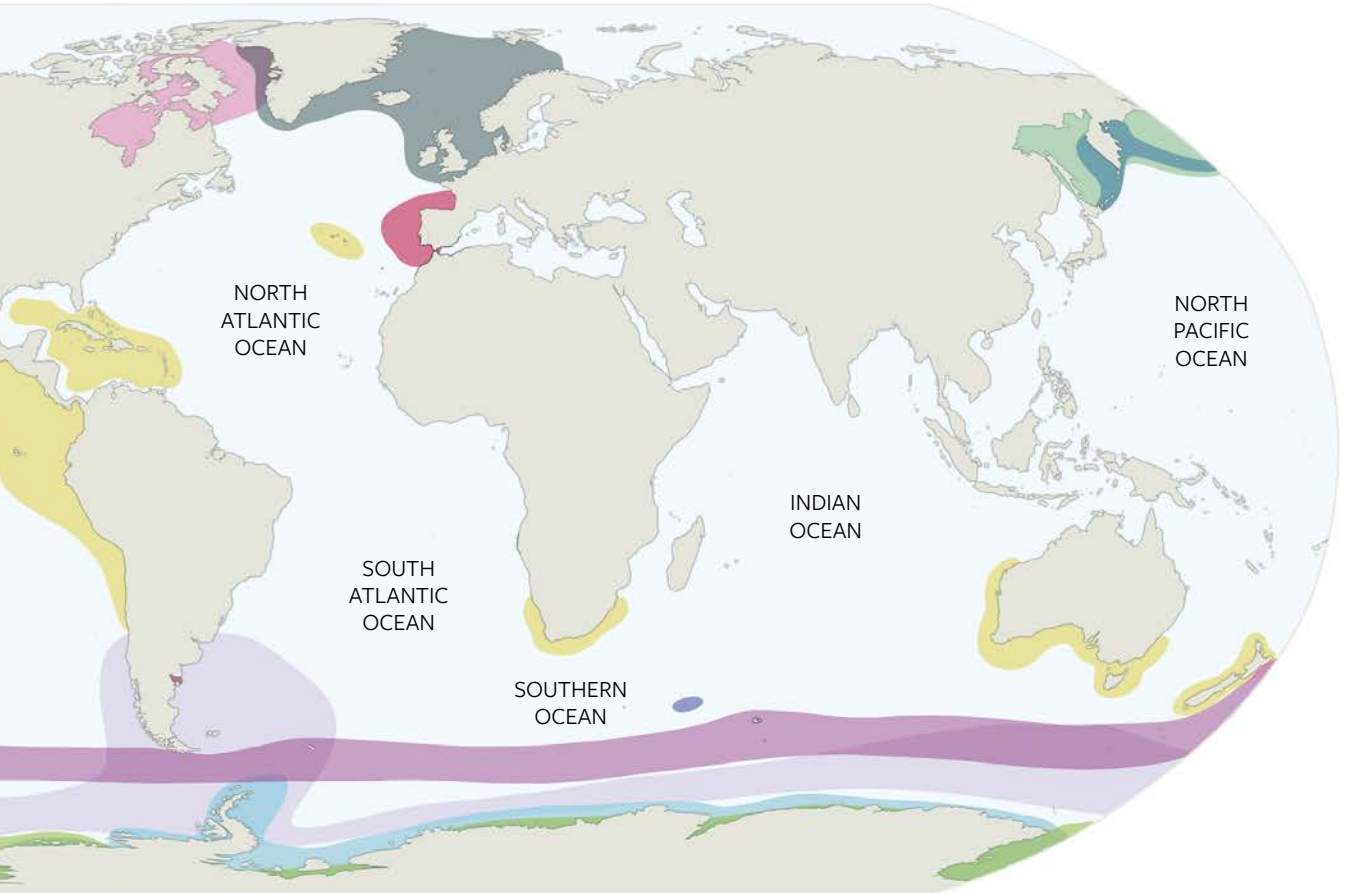 NORTH
ATLANTIC
OCEAN
NORTH
PACIFIC
OCEAN
INDIAN
OCEAN
SOUTH
ATLANTIC
OCEAN
SOUTHERN
OCEAN